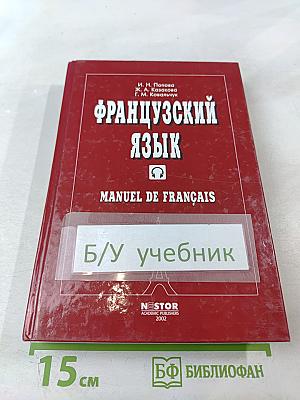 И. Н. Попова
Ж. А. Казакова
Г. М. Ковальчук
ФРАНЦУЗСКИЙ
ЯЗЫК
MANUEL DE FRANÇAIS
Б/У учебник
NESTOR
ACADEMIC PUBLISHERS
2002
15 см
БФ БИБЛИОФАН